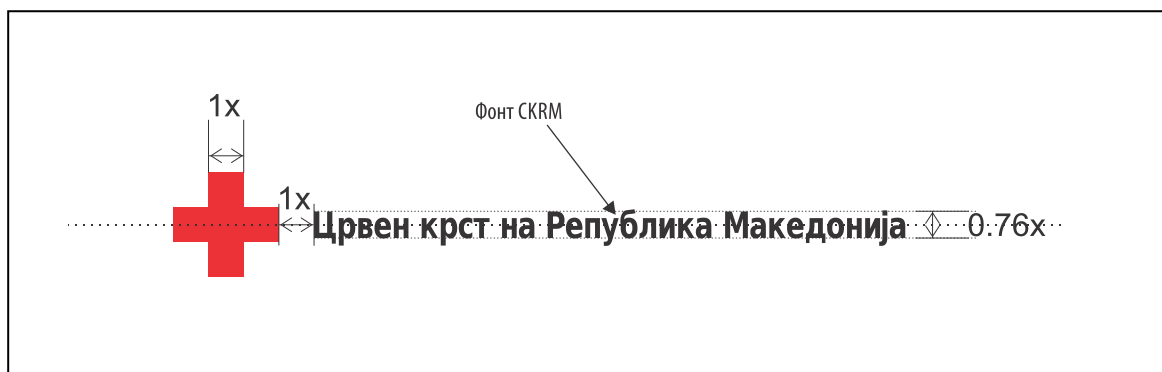 1x
Фонт CKRM
1x
Црвен крст на Република Македонија
0.76x